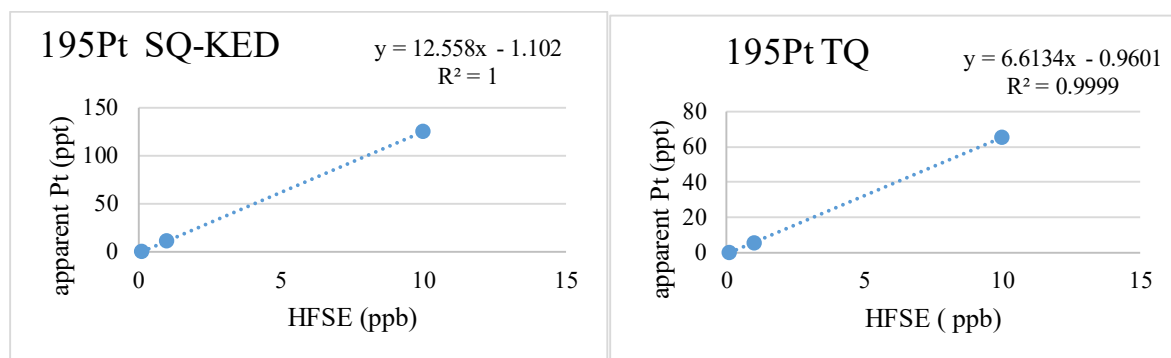 195Pt SQ-KED
y = 12.558x - 1.102
R² = 1
apparent Pt (ppt)
150
100
50
0
0 5 10 15
HFSE (ppb)
195Pt TQ
y = 6.6134x - 0.9601
R² = 0.9999
apparent Pt (ppt)
80
60
40
20
0
0 5 10 15
HFSE ( ppb)